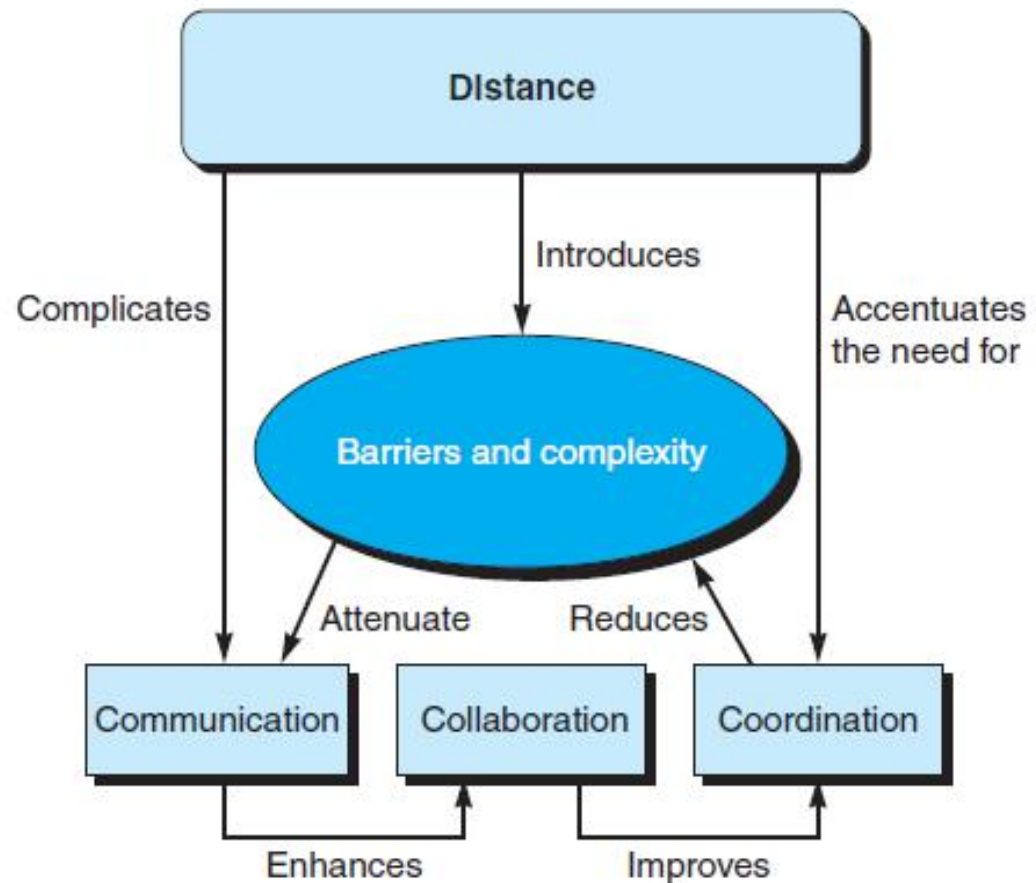 Distance
Introduces
Complicates
Accentuates
the need for
Barriers and complexity
Attenuate
Reduces
Communication
Collaboration
Coordination
Enhances
Improves